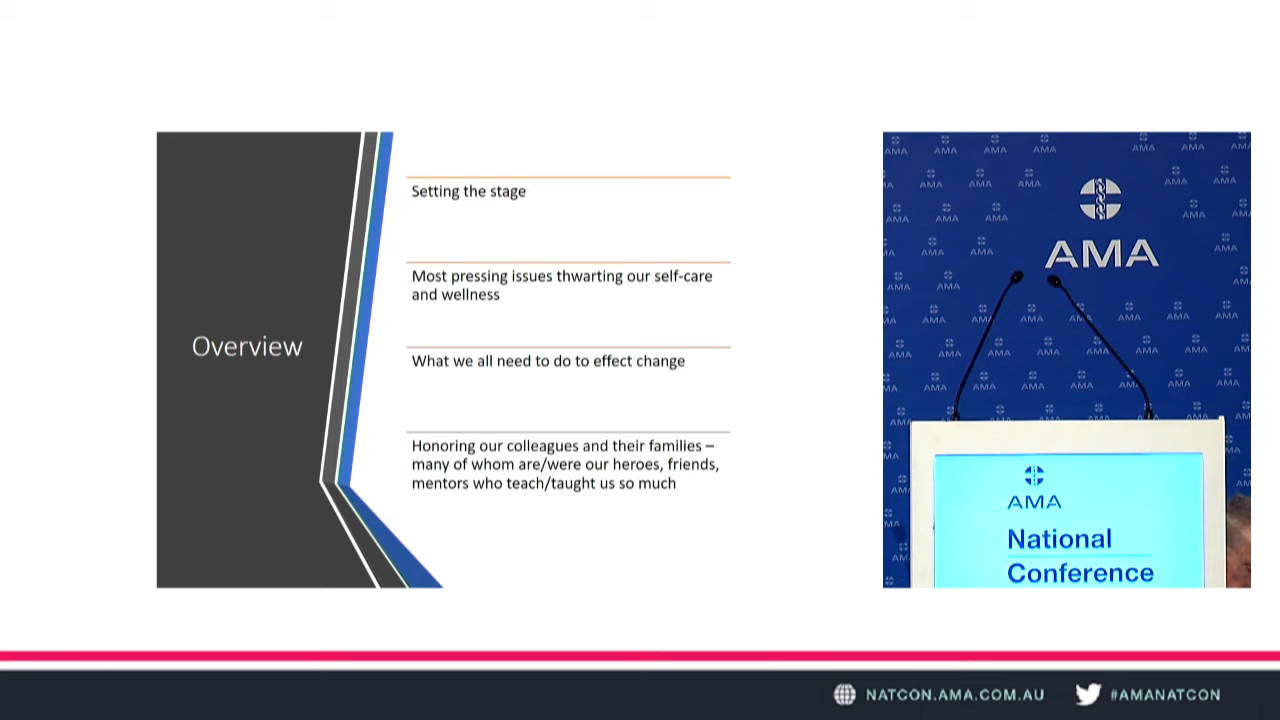 Overview
Setting the stage
Most pressing issues thwarting our self-care
and wellness
What we all need to do to effect change
Honoring our colleagues and their families –
many of whom are/were our heroes, friends,
mentors who teach/taught us so much
AMA
AMA
National
Conference
NATCON.AMA.COM.AU
#AMANATCON